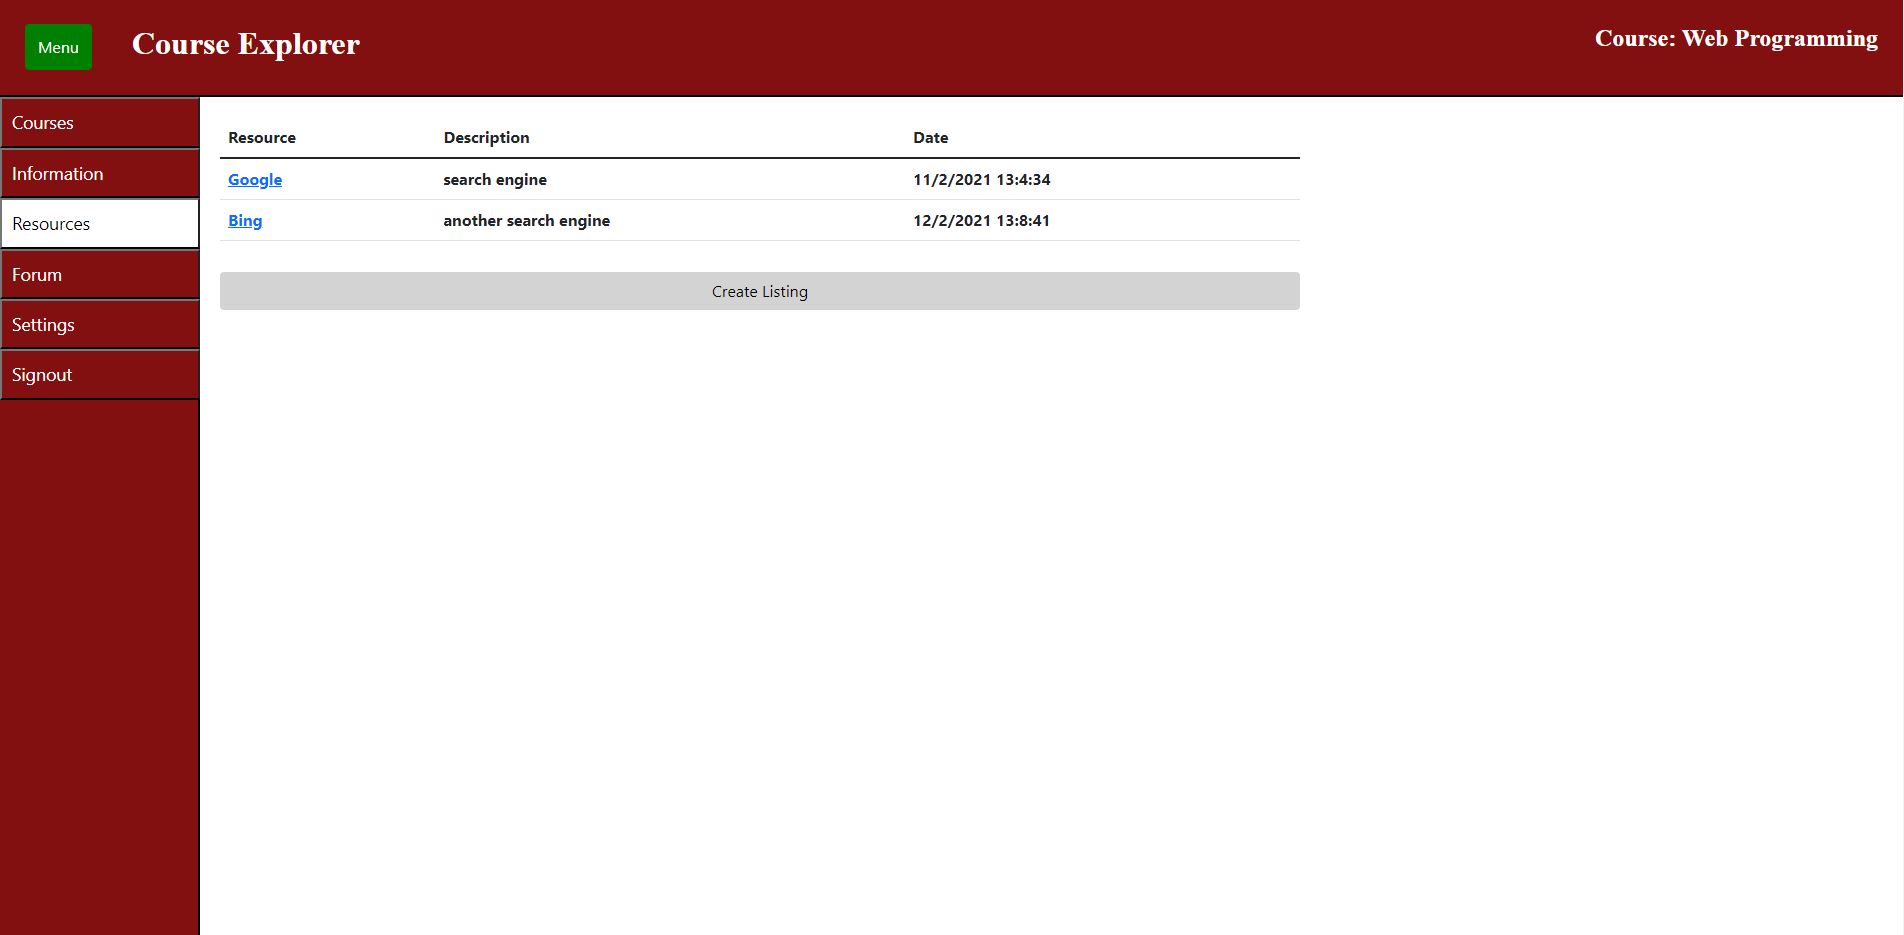 Menu
Course Explorer
Course: Web Programming
Courses
Information
Resources
Forum
Settings
Signout
Resource Description Date
Google search engine 11/2/2021 13:4:34
Bing another search engine 12/2/2021 13:8:41
Create Listing